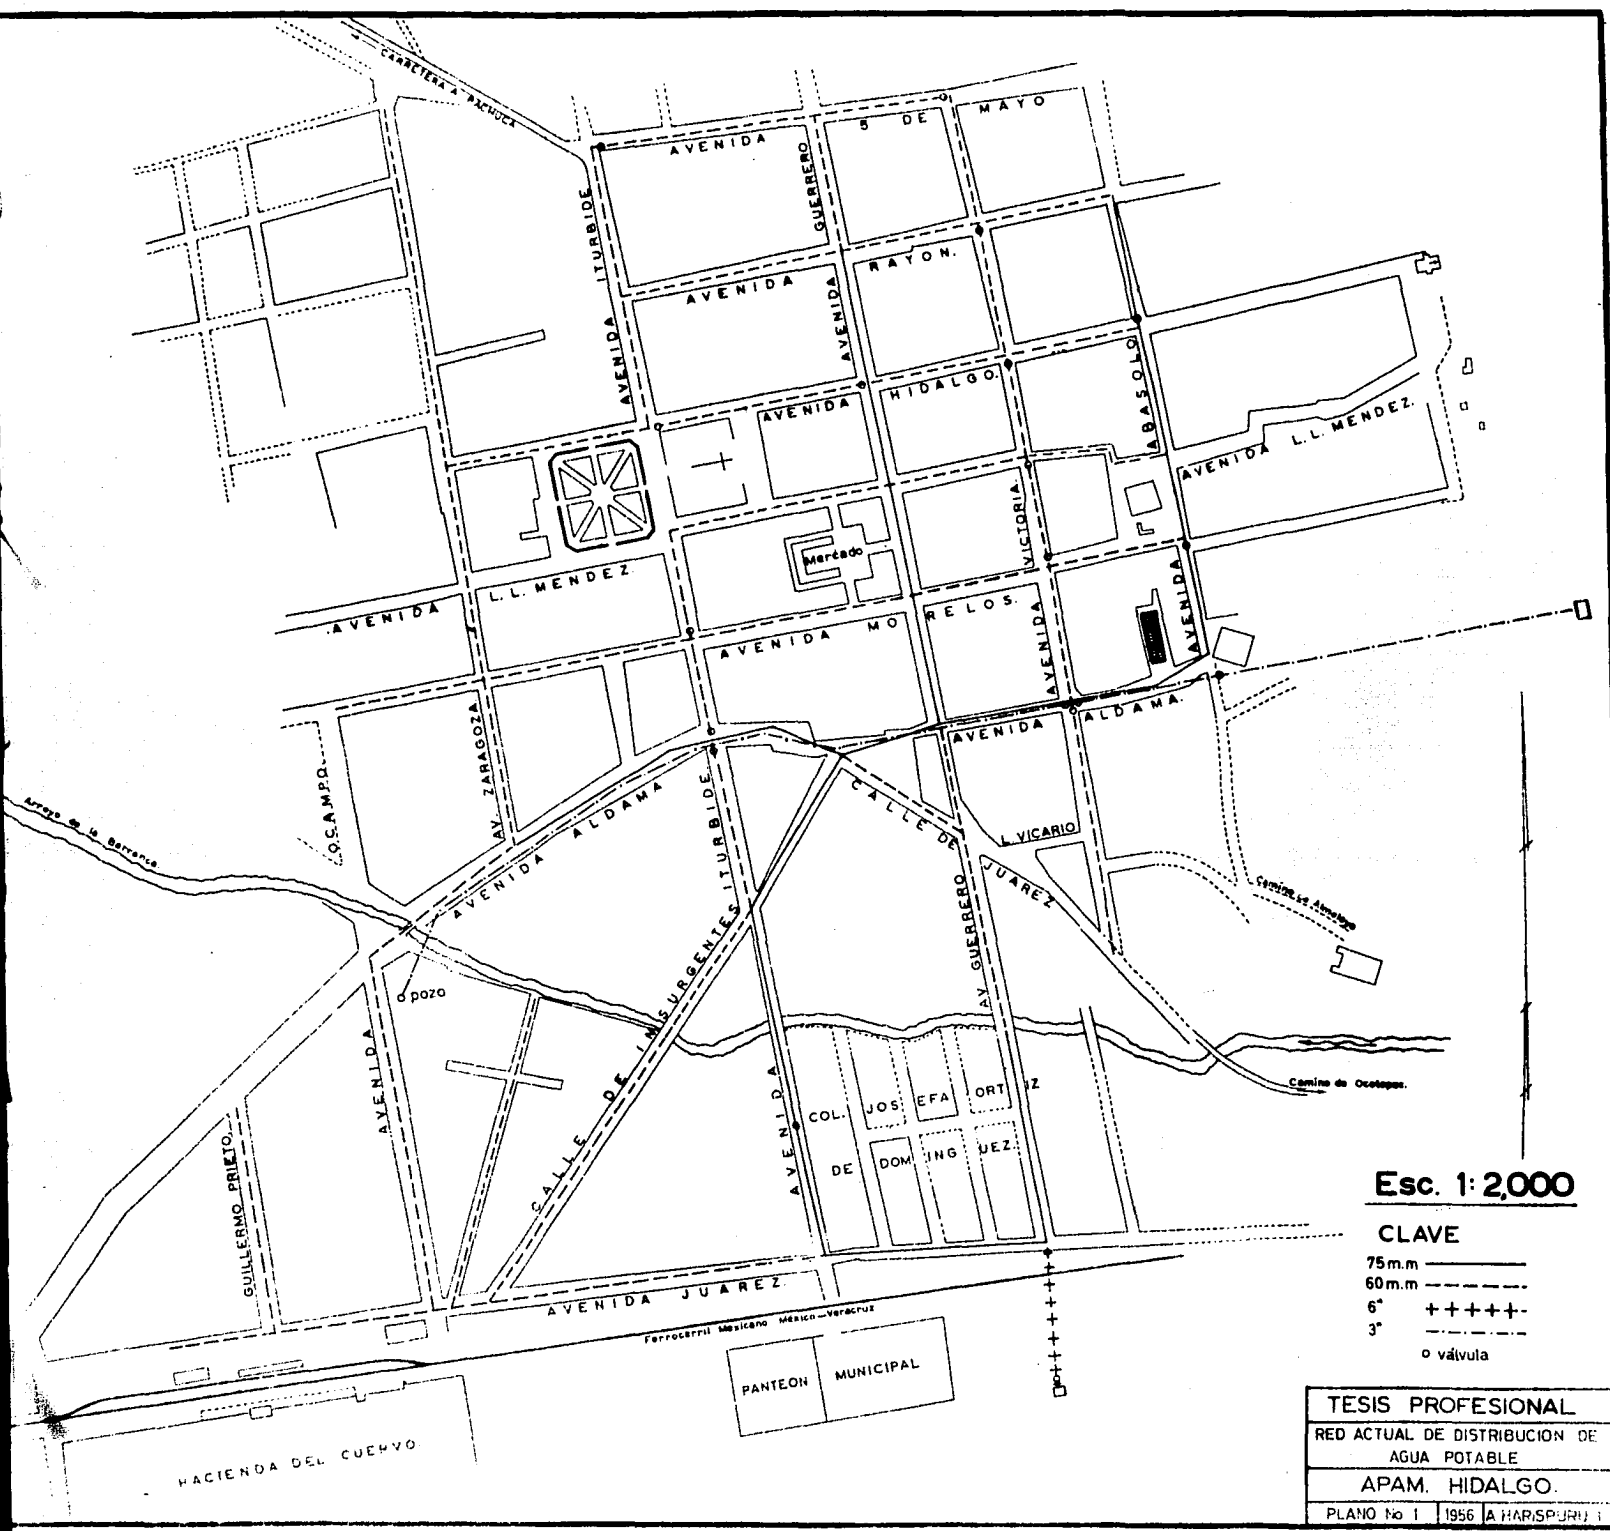 CARRETERA A PACHUCA
AVENIDA 5 DE MAYO
AVENIDA ITURBIDE
AVENIDA GUERRERO
AVENIDA RAYON.
AVENIDA HIDALGO.
AVENIDA ABASOLO
AVENIDA L.L. MENDEZ.
AVENIDA VICTORIA.
Mercado
AVENIDA L.L. MENDEZ
AVENIDA MORELOS.
AVENIDA ALDAMA.
AV. ZARAGOZA
OCAMPO.
AVENIDA ALDAMA
Arroyo de la Barranca.
CALLE DE JUAREZ
L. VICARIO
AVENIDA ITURBIDE
AV GUERRERO
pozo
CALLE DE INSURGENTES
AVENIDA
Camino de Ocotepec.
COL. JOSEFA ORTIZ
DE DOMINGUEZ.
GUILLERMO PRIETO
AVENIDA JUAREZ.
Ferrocarril Mexicano México-Veracruz
PANTEON MUNICIPAL
HACIENDA DEL CUERVO
Esc. 1:2,000
CLAVE
75 m.m
60 m.m
6"
3"
válvula
TESIS PROFESIONAL
RED ACTUAL DE DISTRIBUCION DE
AGUA POTABLE
APAM. HIDALGO.
PLANO No 1 1956